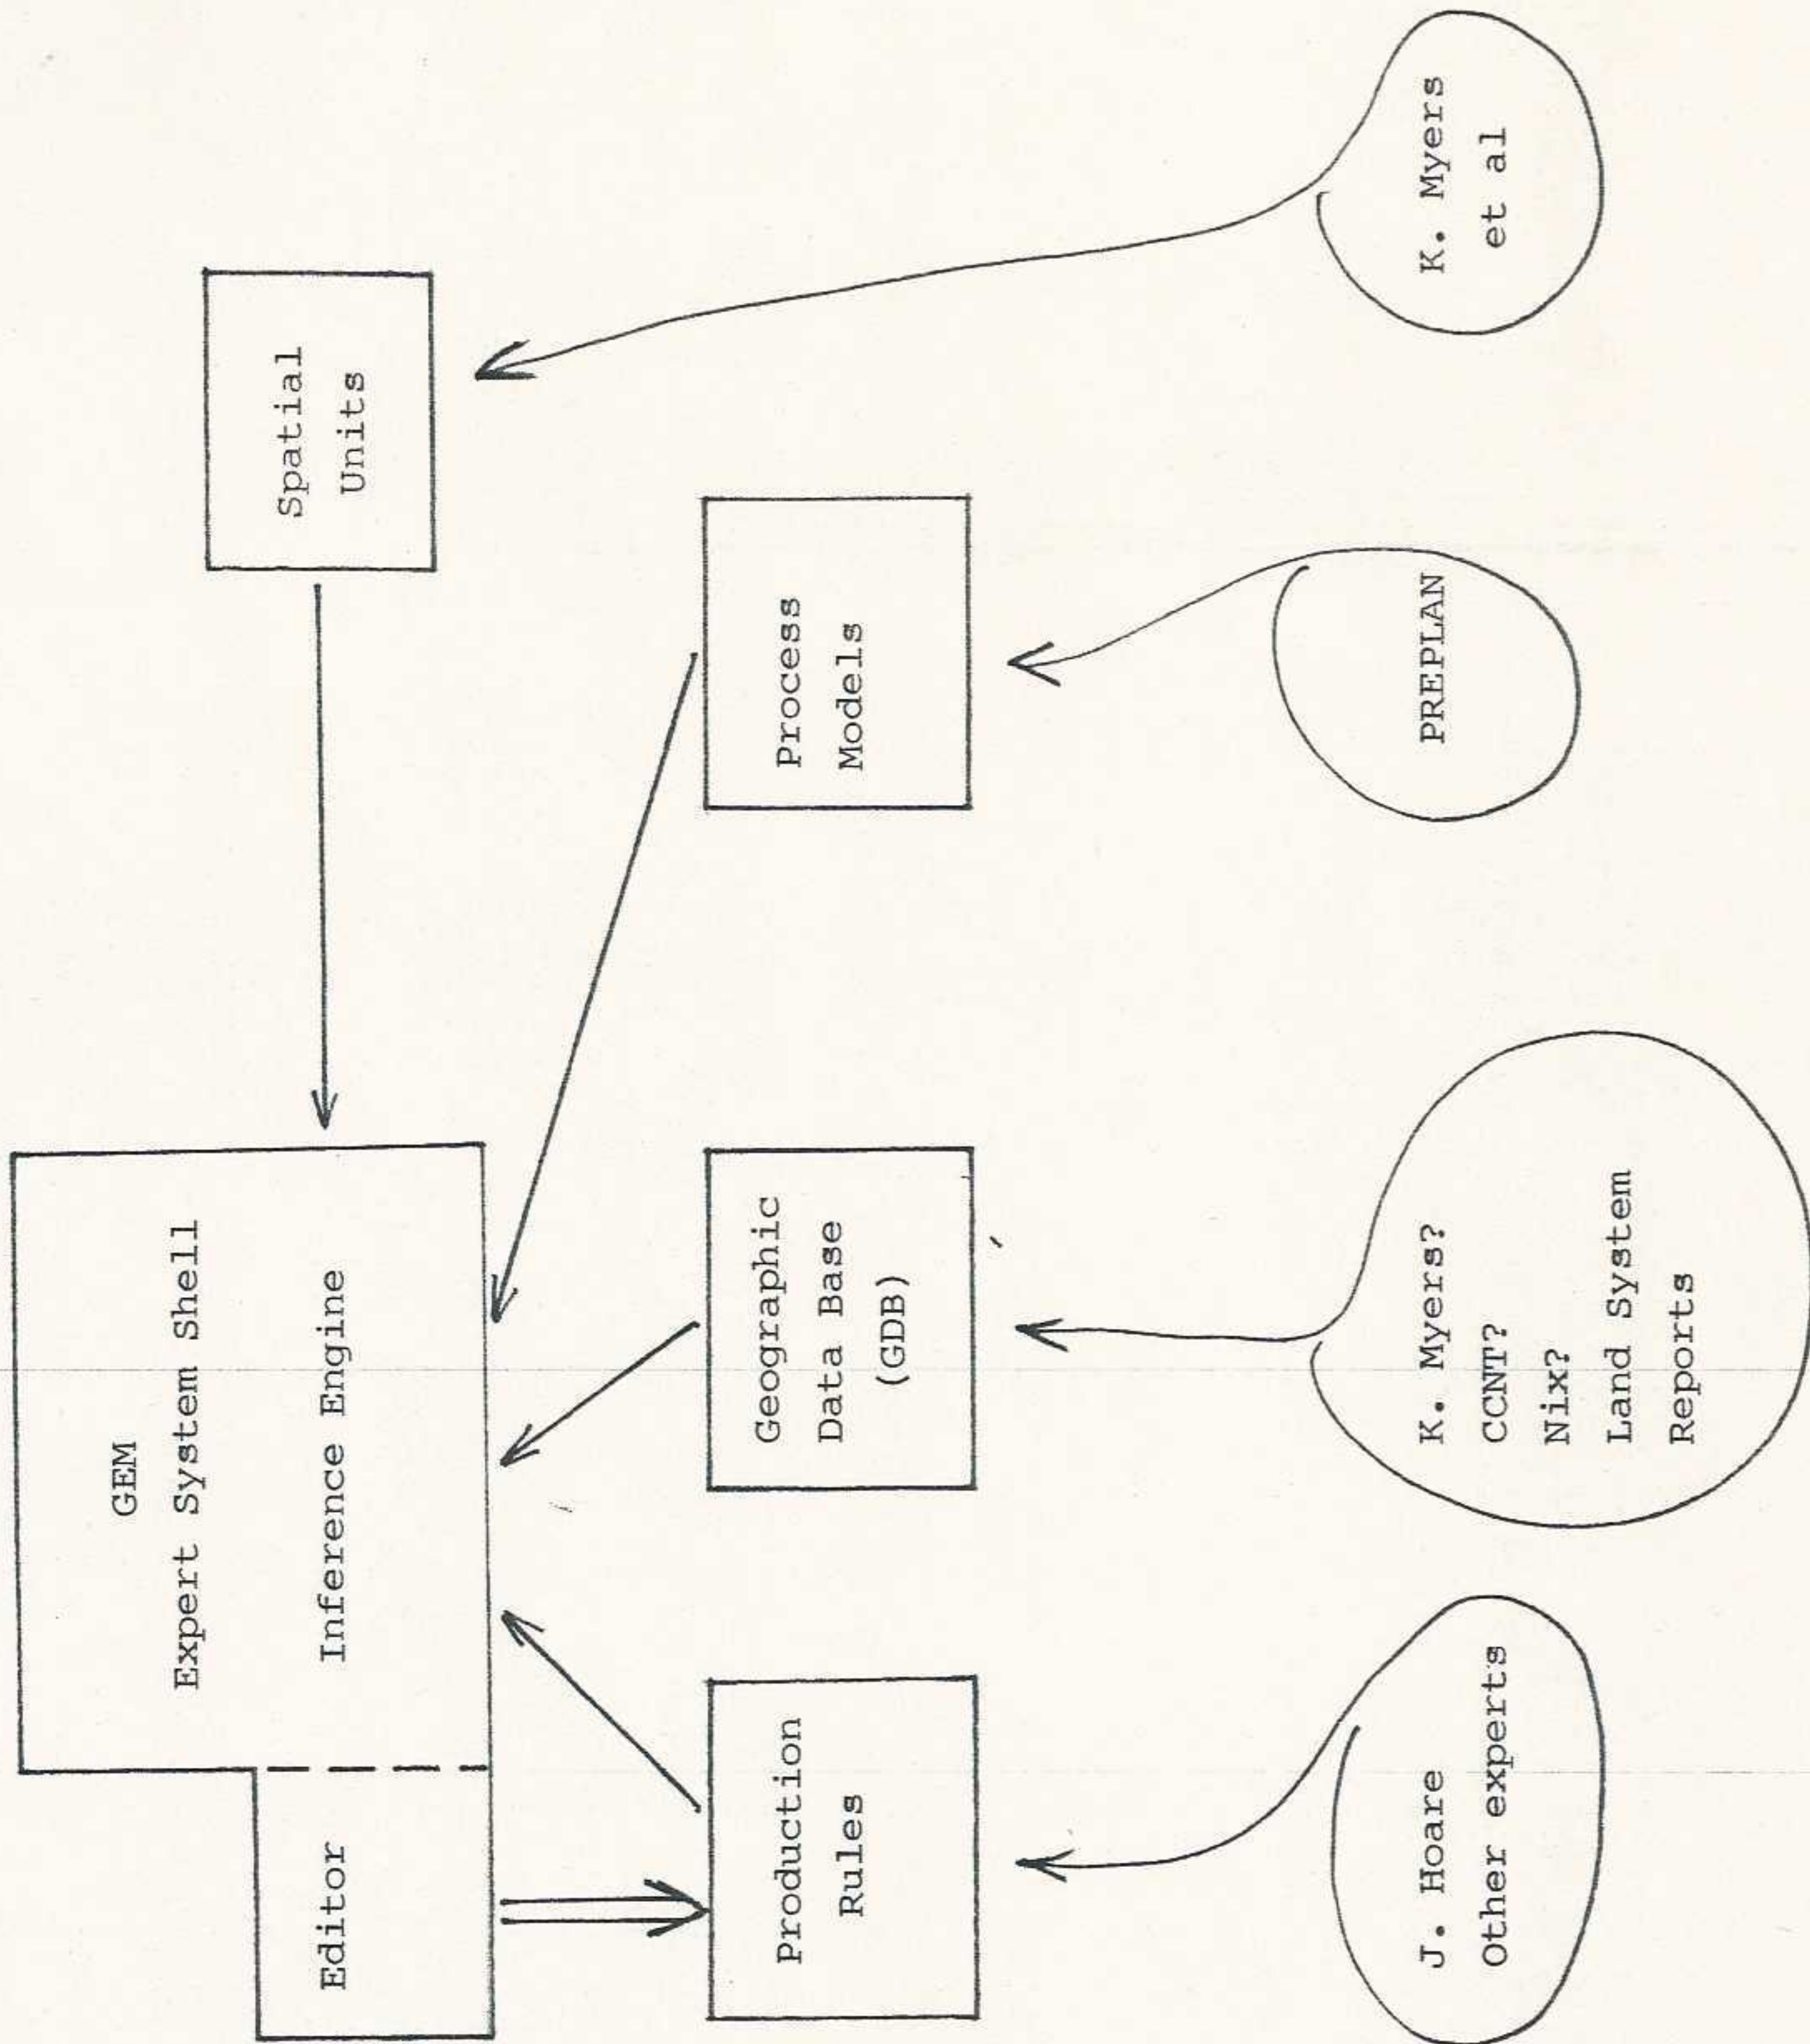 GEM
Expert System Shell
Inference Engine
Editor
Spatial
Units
Production
Rules
Geographic
Data Base
(GDB)
Process
Models
J. Hoare
Other experts
K. Myers?
CCNT?
Nix?
Land System
Reports
PREPLAN
K. Myers
et al